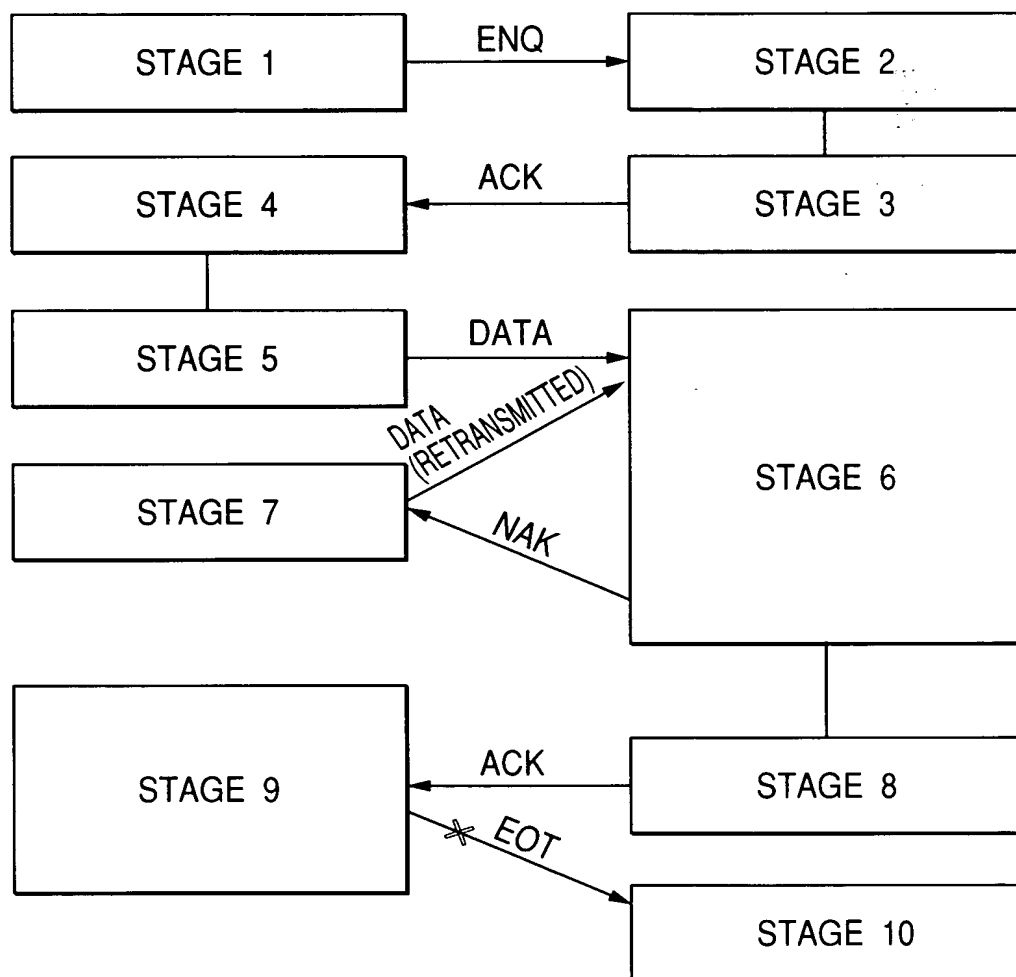 STAGE 1
ENQ
STAGE 2
STAGE 4
ACK
STAGE 3
STAGE 5
DATA
DATA
(RETRANSMITTED)
STAGE 6
STAGE 7
NAK
STAGE 9
ACK
STAGE 8
EOT
STAGE 10